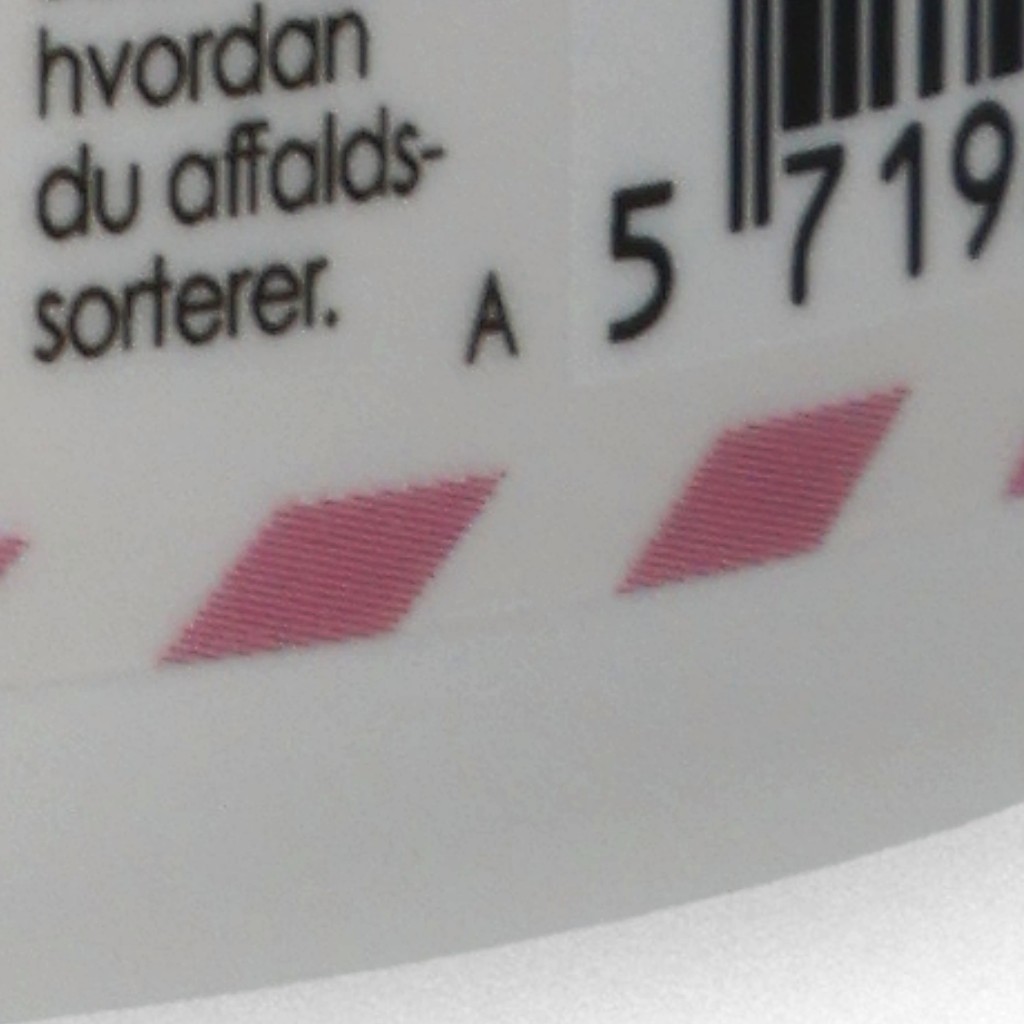 hvordan
du affalds-
sorterer.
A
5 719